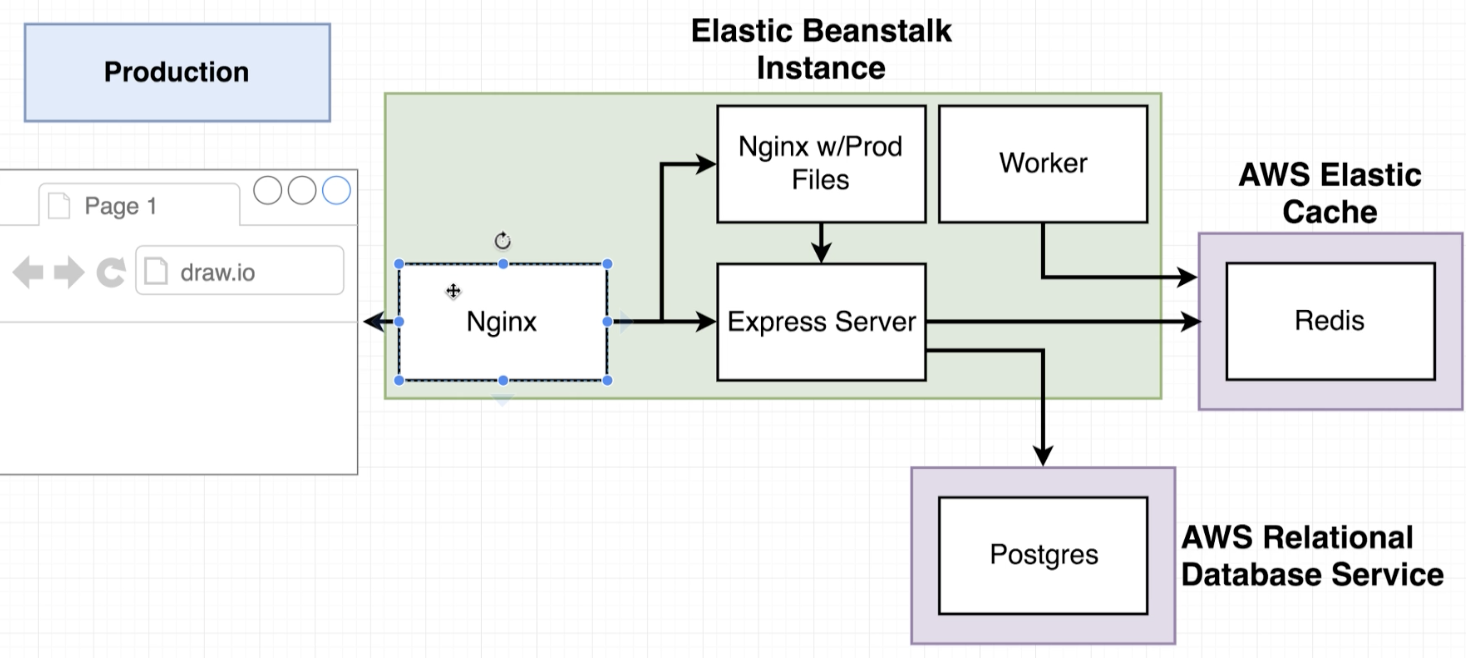 Production
Elastic Beanstalk
Instance
Page 1
draw.io
Nginx w/Prod
Files
Worker
Nginx
Express Server
AWS Elastic
Cache
Redis
Postgres
AWS Relational
Database Service